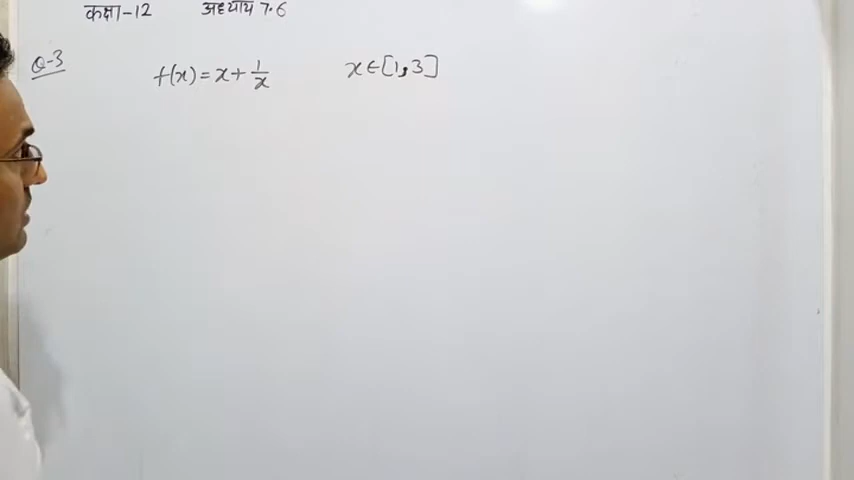 कक्षा-12 अध्याय 7.6
Q-3 f(x) = x + 1/x x ∈ [1, 3]